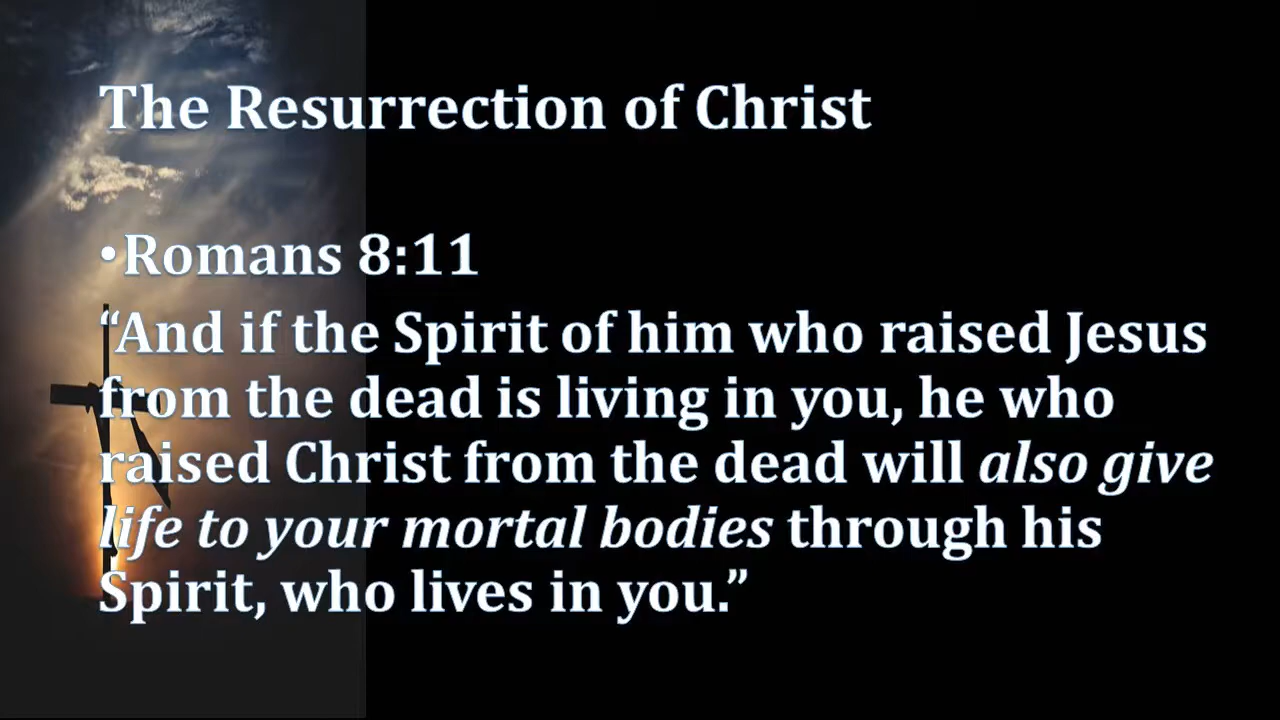 The Resurrection of Christ
•Romans 8:11
“And if the Spirit of him who raised Jesus
from the dead is living in you, he who
raised Christ from the dead will also give
life to your mortal bodies through his
Spirit, who lives in you.”